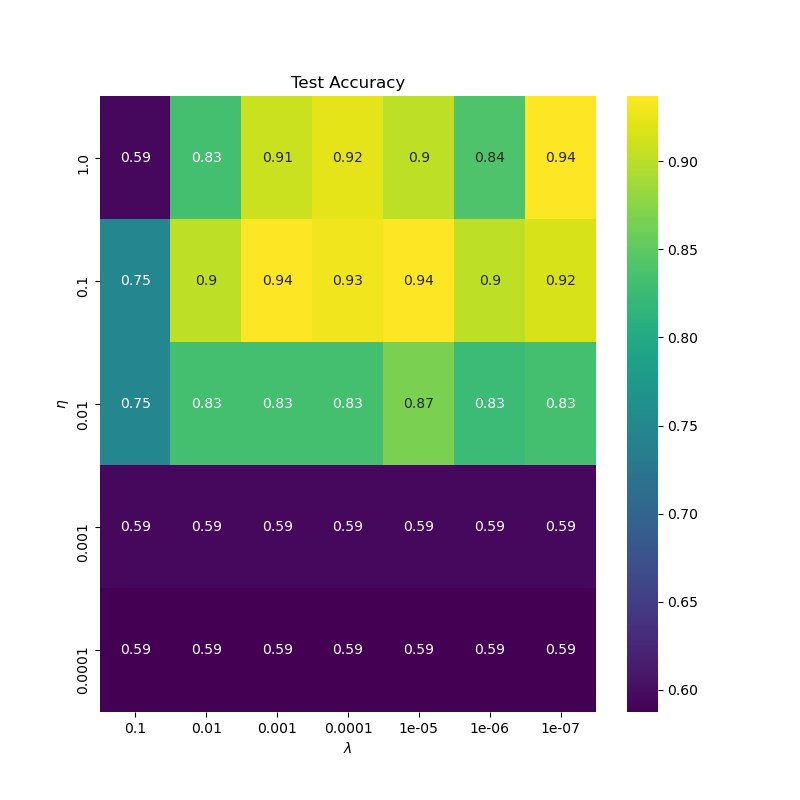 Test Accuracy
1.0 0.59 0.83 0.91 0.92 0.9 0.84 0.94
0.1 0.75 0.9 0.94 0.93 0.94 0.9 0.92
0.01 0.75 0.83 0.83 0.83 0.87 0.83 0.83
0.001 0.59 0.59 0.59 0.59 0.59 0.59 0.59
0.0001 0.59 0.59 0.59 0.59 0.59 0.59 0.59
η
0.1 0.01 0.001 0.0001 1e-05 1e-06 1e-07
λ
0.90
0.85
0.80
0.75
0.70
0.65
0.60